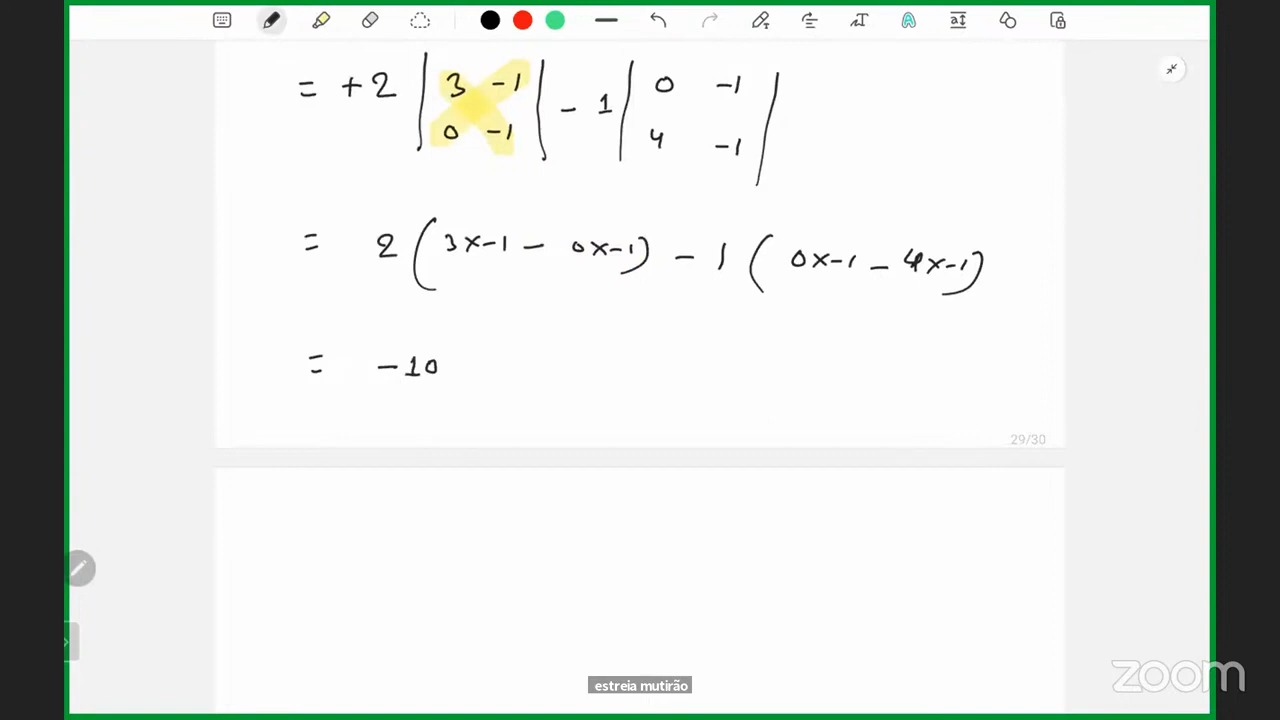 = +2 | 3 -1 | - 1 | 0 -1 |
| 0 -1 | | 4 -1 |
= 2 ( 3x-1 - 0x-1 ) - 1 ( 0x-1 - 4x-1 )
= -10
29/30
estreia mutirão
zoom